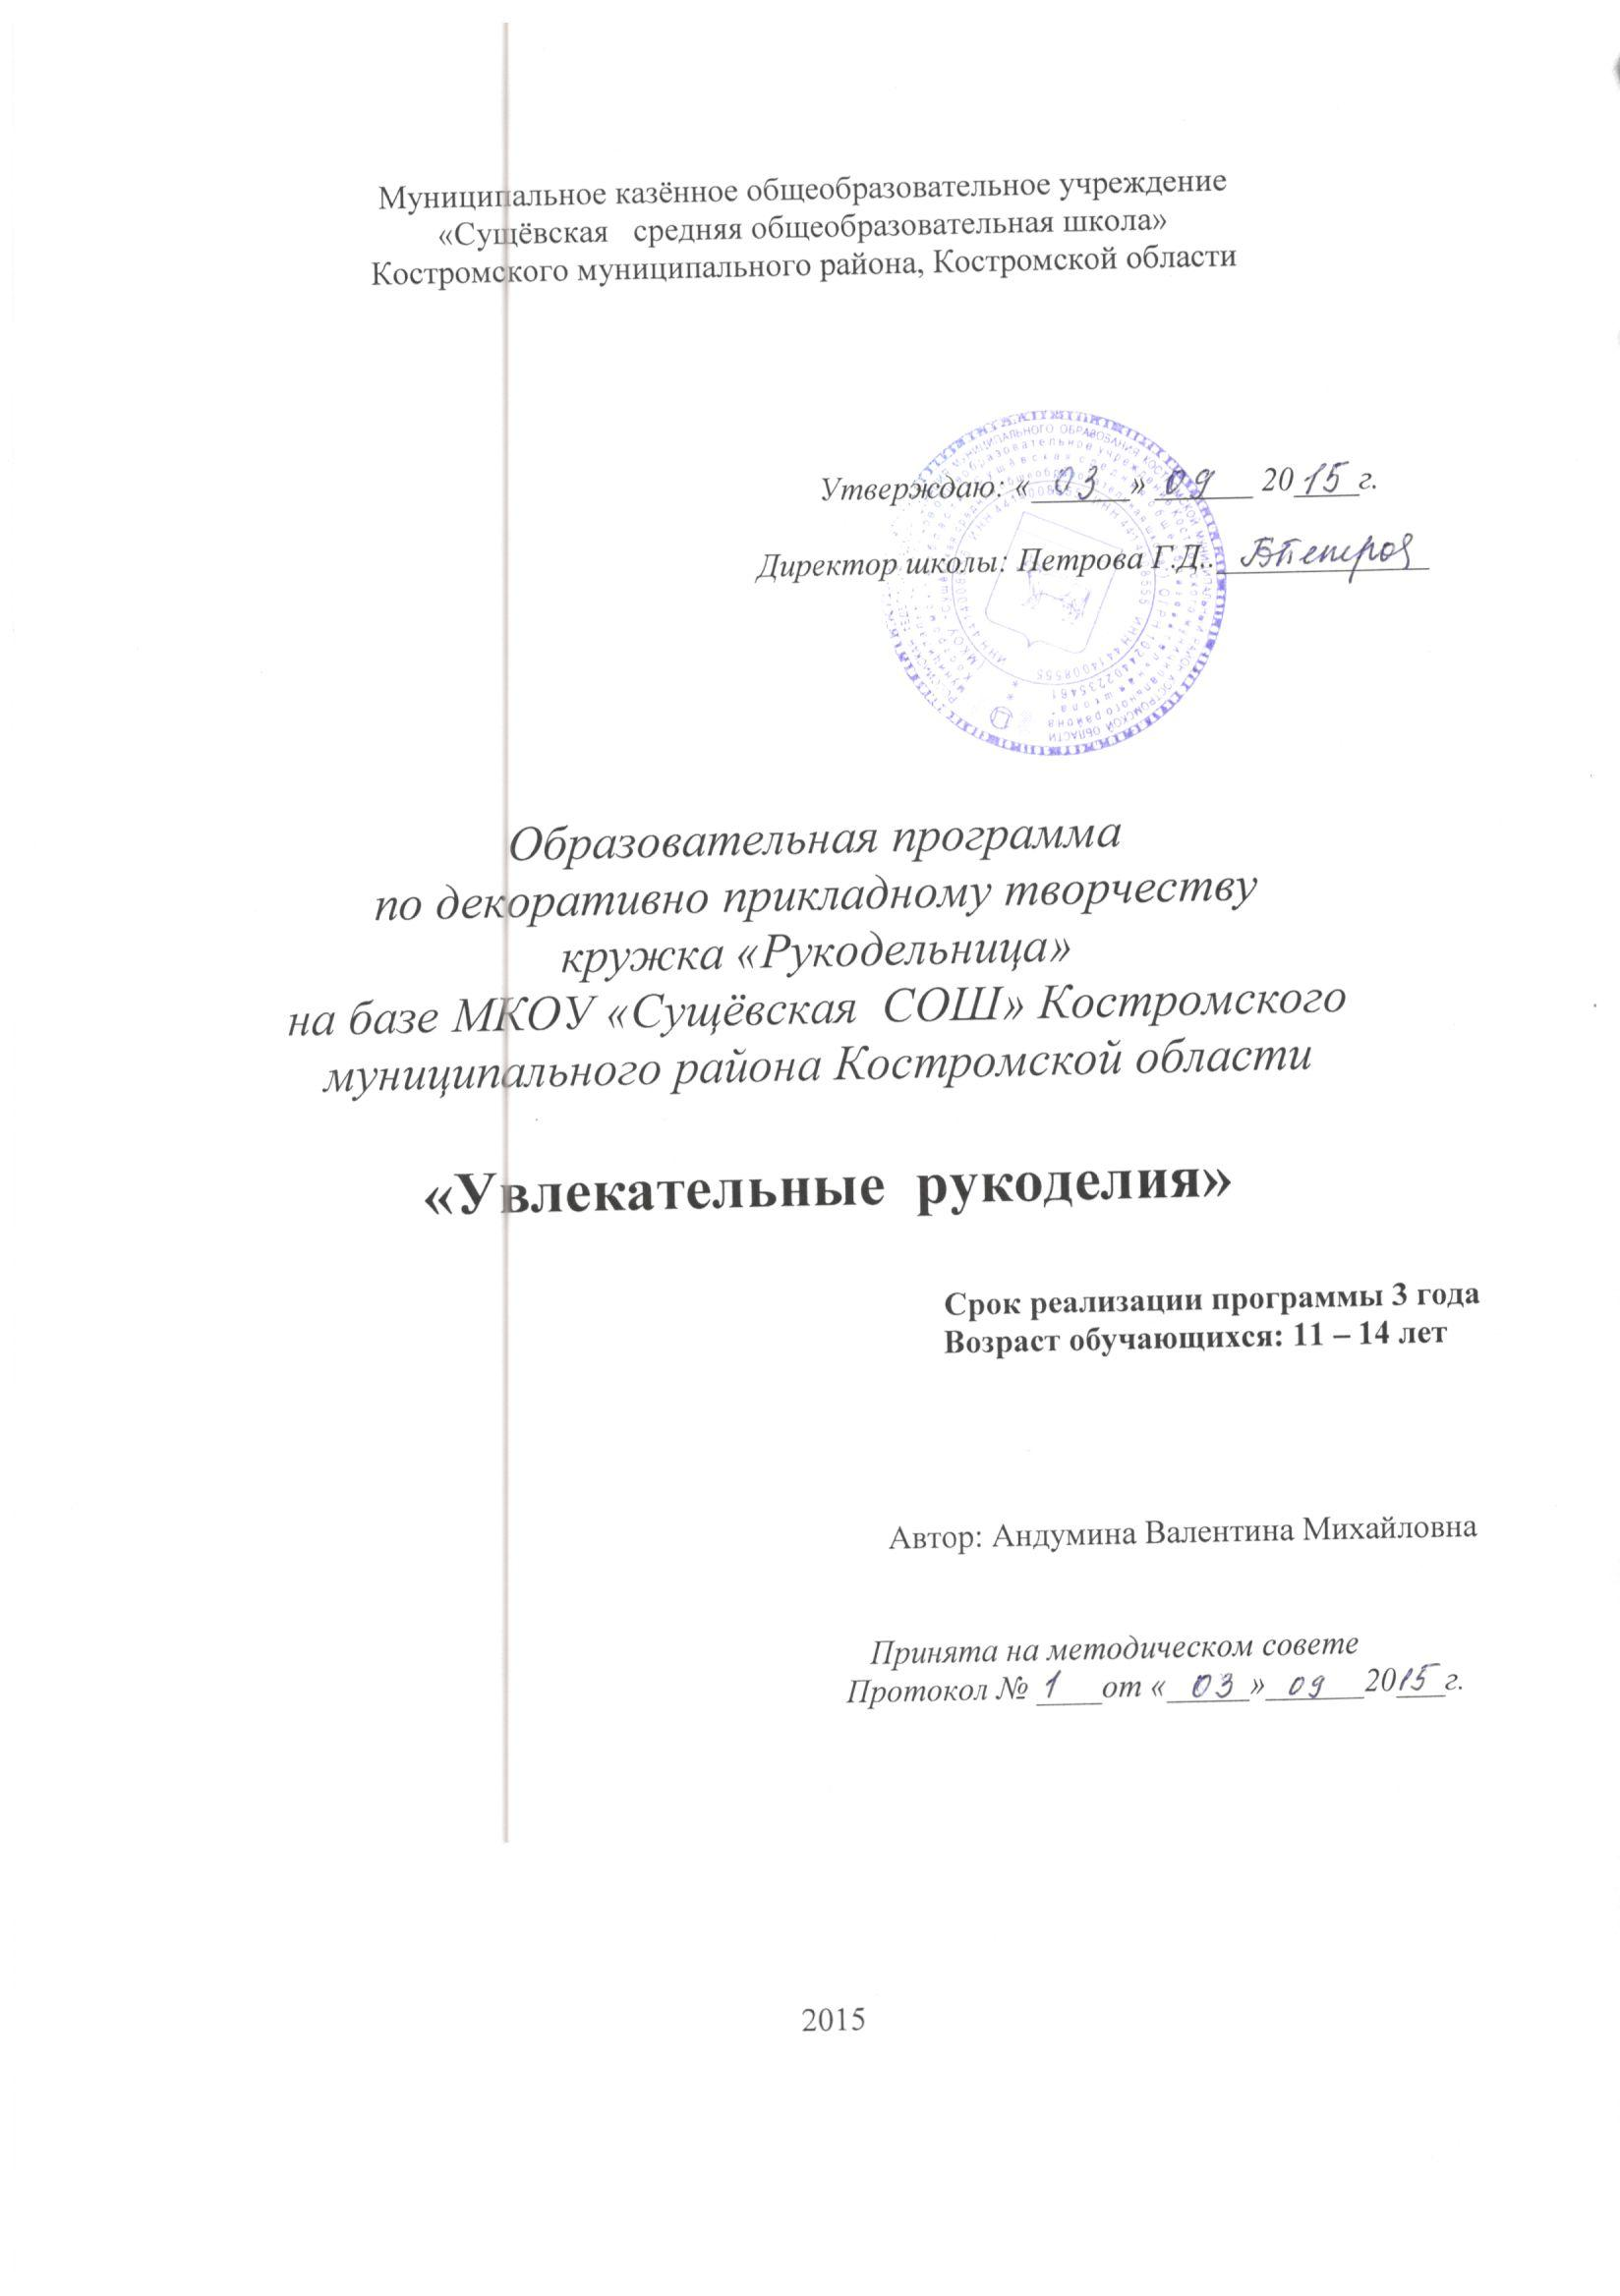 Муниципальное казённое общеобразовательное учреждение
«Сущёвская средняя общеобразовательная школа»
Костромского муниципального района, Костромской области
Утверждаю: «03» 09 2015г.
Директор школы: Петрова Г.Д..
Образовательная программа
по декоративно прикладному творчеству
кружка «Рукодельница»
на базе МКОУ «Сущёвская СОШ» Костромского
муниципального района Костромской области
«Увлекательные рукоделия»
Срок реализации программы 3 года
Возраст обучающихся: 11 – 14 лет
Автор: Андумина Валентина Михайловна
Принята на методическом совете
Протокол № 1 от «03» 09 2015г.
2015